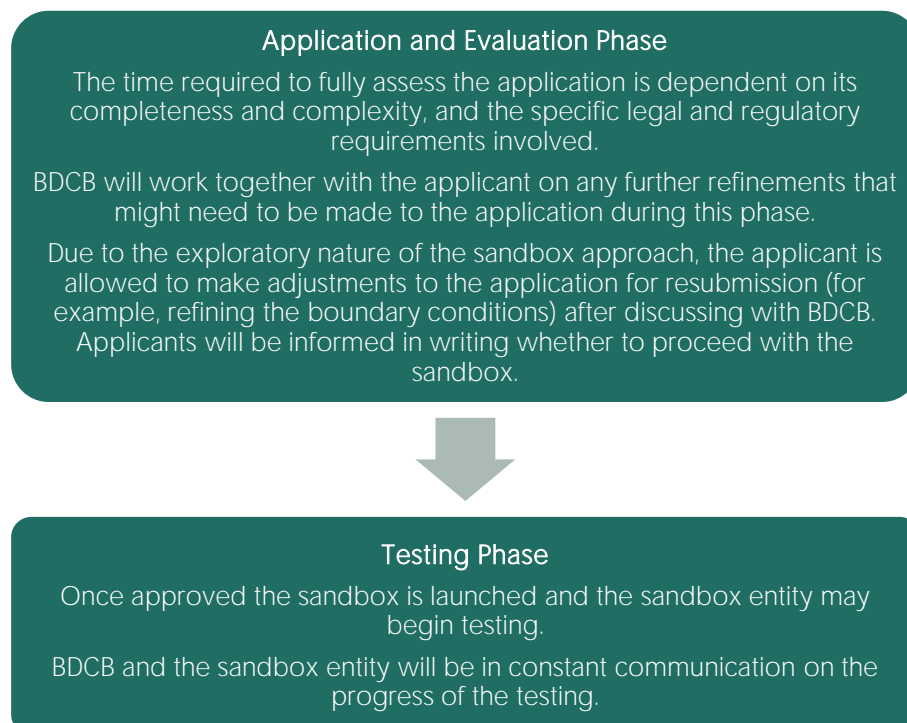 Application and Evaluation Phase
The time required to fully assess the application is dependent on its
completeness and complexity, and the specific legal and regulatory
requirements involved.
BDCB will work together with the applicant on any further refinements that
might need to be made to the application during this phase.
Due to the exploratory nature of the sandbox approach, the applicant is
allowed to make adjustments to the application for resubmission (for
example, refining the boundary conditions) after discussing with BDCB.
Applicants will be informed in writing whether to proceed with the
sandbox.
Testing Phase
Once approved the sandbox is launched and the sandbox entity may
begin testing.
BDCB and the sandbox entity will be in constant communication on the
progress of the testing.